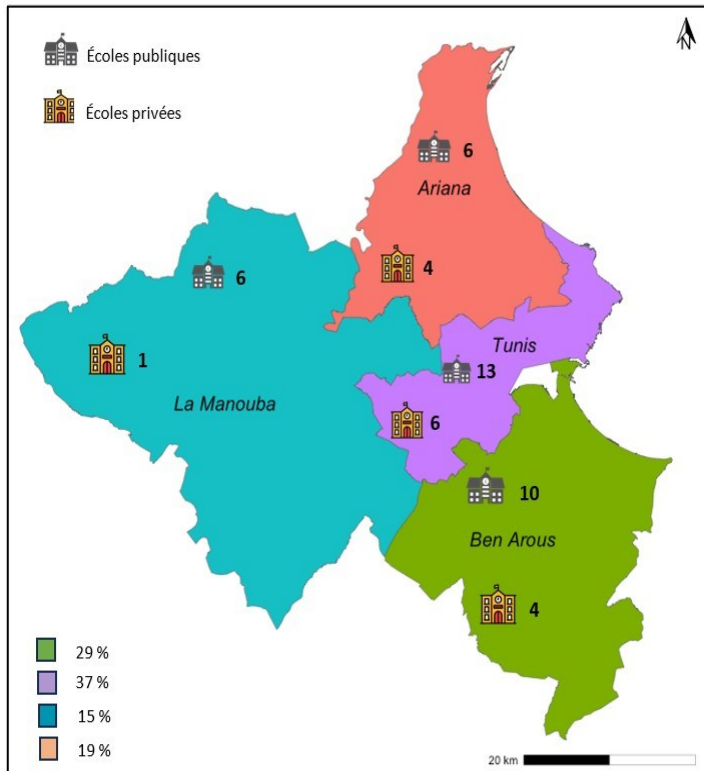 N
Écoles publiques
Écoles privées
6
Ariana
4
6
1
La Manouba
Tunis
13
6
10
Ben Arous
4
29 %
37 %
15 %
19 %
20 km